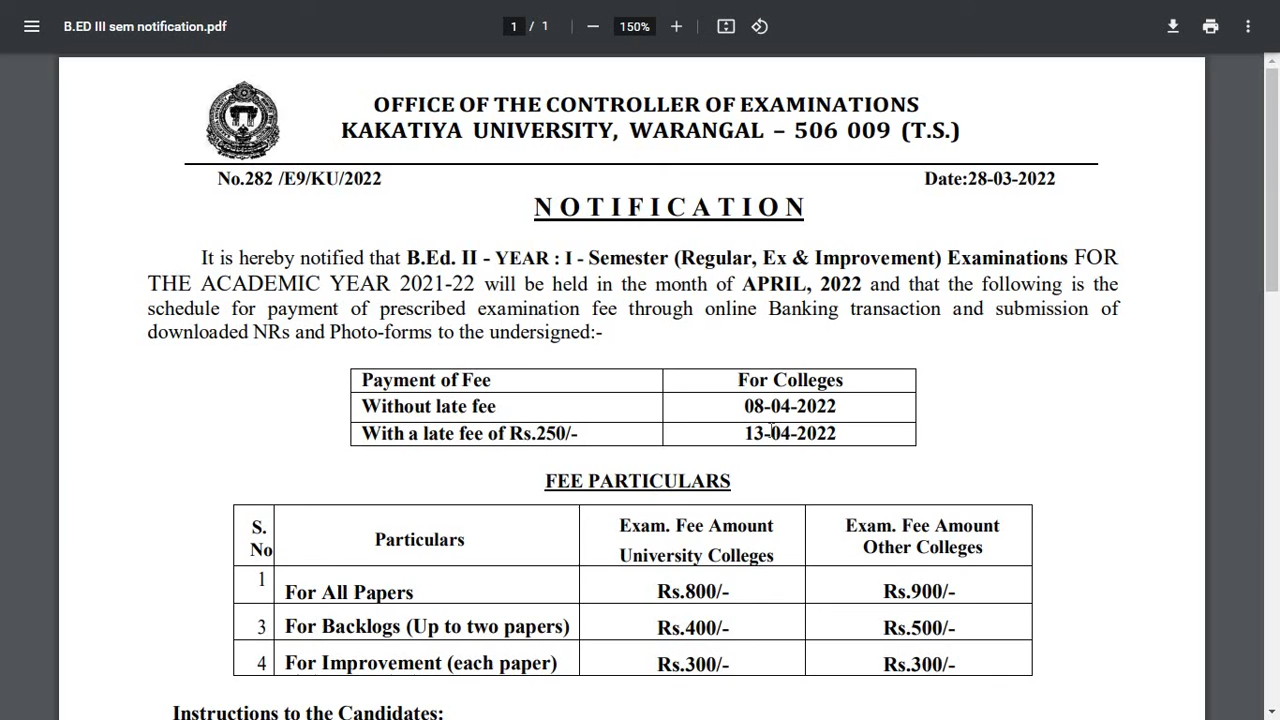 B.ED III sem notification.pdf
1 / 1
150%
OFFICE OF THE CONTROLLER OF EXAMINATIONS
KAKATIYA UNIVERSITY, WARANGAL – 506 009 (T.S.)
No.282 /E9/KU/2022 Date:28-03-2022
N O T I F I C A T I O N
It is hereby notified that B.Ed. II - YEAR : I - Semester (Regular, Ex & Improvement) Examinations FOR
THE ACADEMIC YEAR 2021-22 will be held in the month of APRIL, 2022 and that the following is the
schedule for payment of prescribed examination fee through online Banking transaction and submission of
downloaded NRs and Photo-forms to the undersigned:-
Payment of Fee For Colleges
Without late fee 08-04-2022
With a late fee of Rs.250/- 13-04-2022
FEE PARTICULARS
S. No Particulars Exam. Fee Amount University Colleges Exam. Fee Amount Other Colleges
1 For All Papers Rs.800/- Rs.900/-
3 For Backlogs (Up to two papers) Rs.400/- Rs.500/-
4 For Improvement (each paper) Rs.300/- Rs.300/-
Instructions to the Candidates: